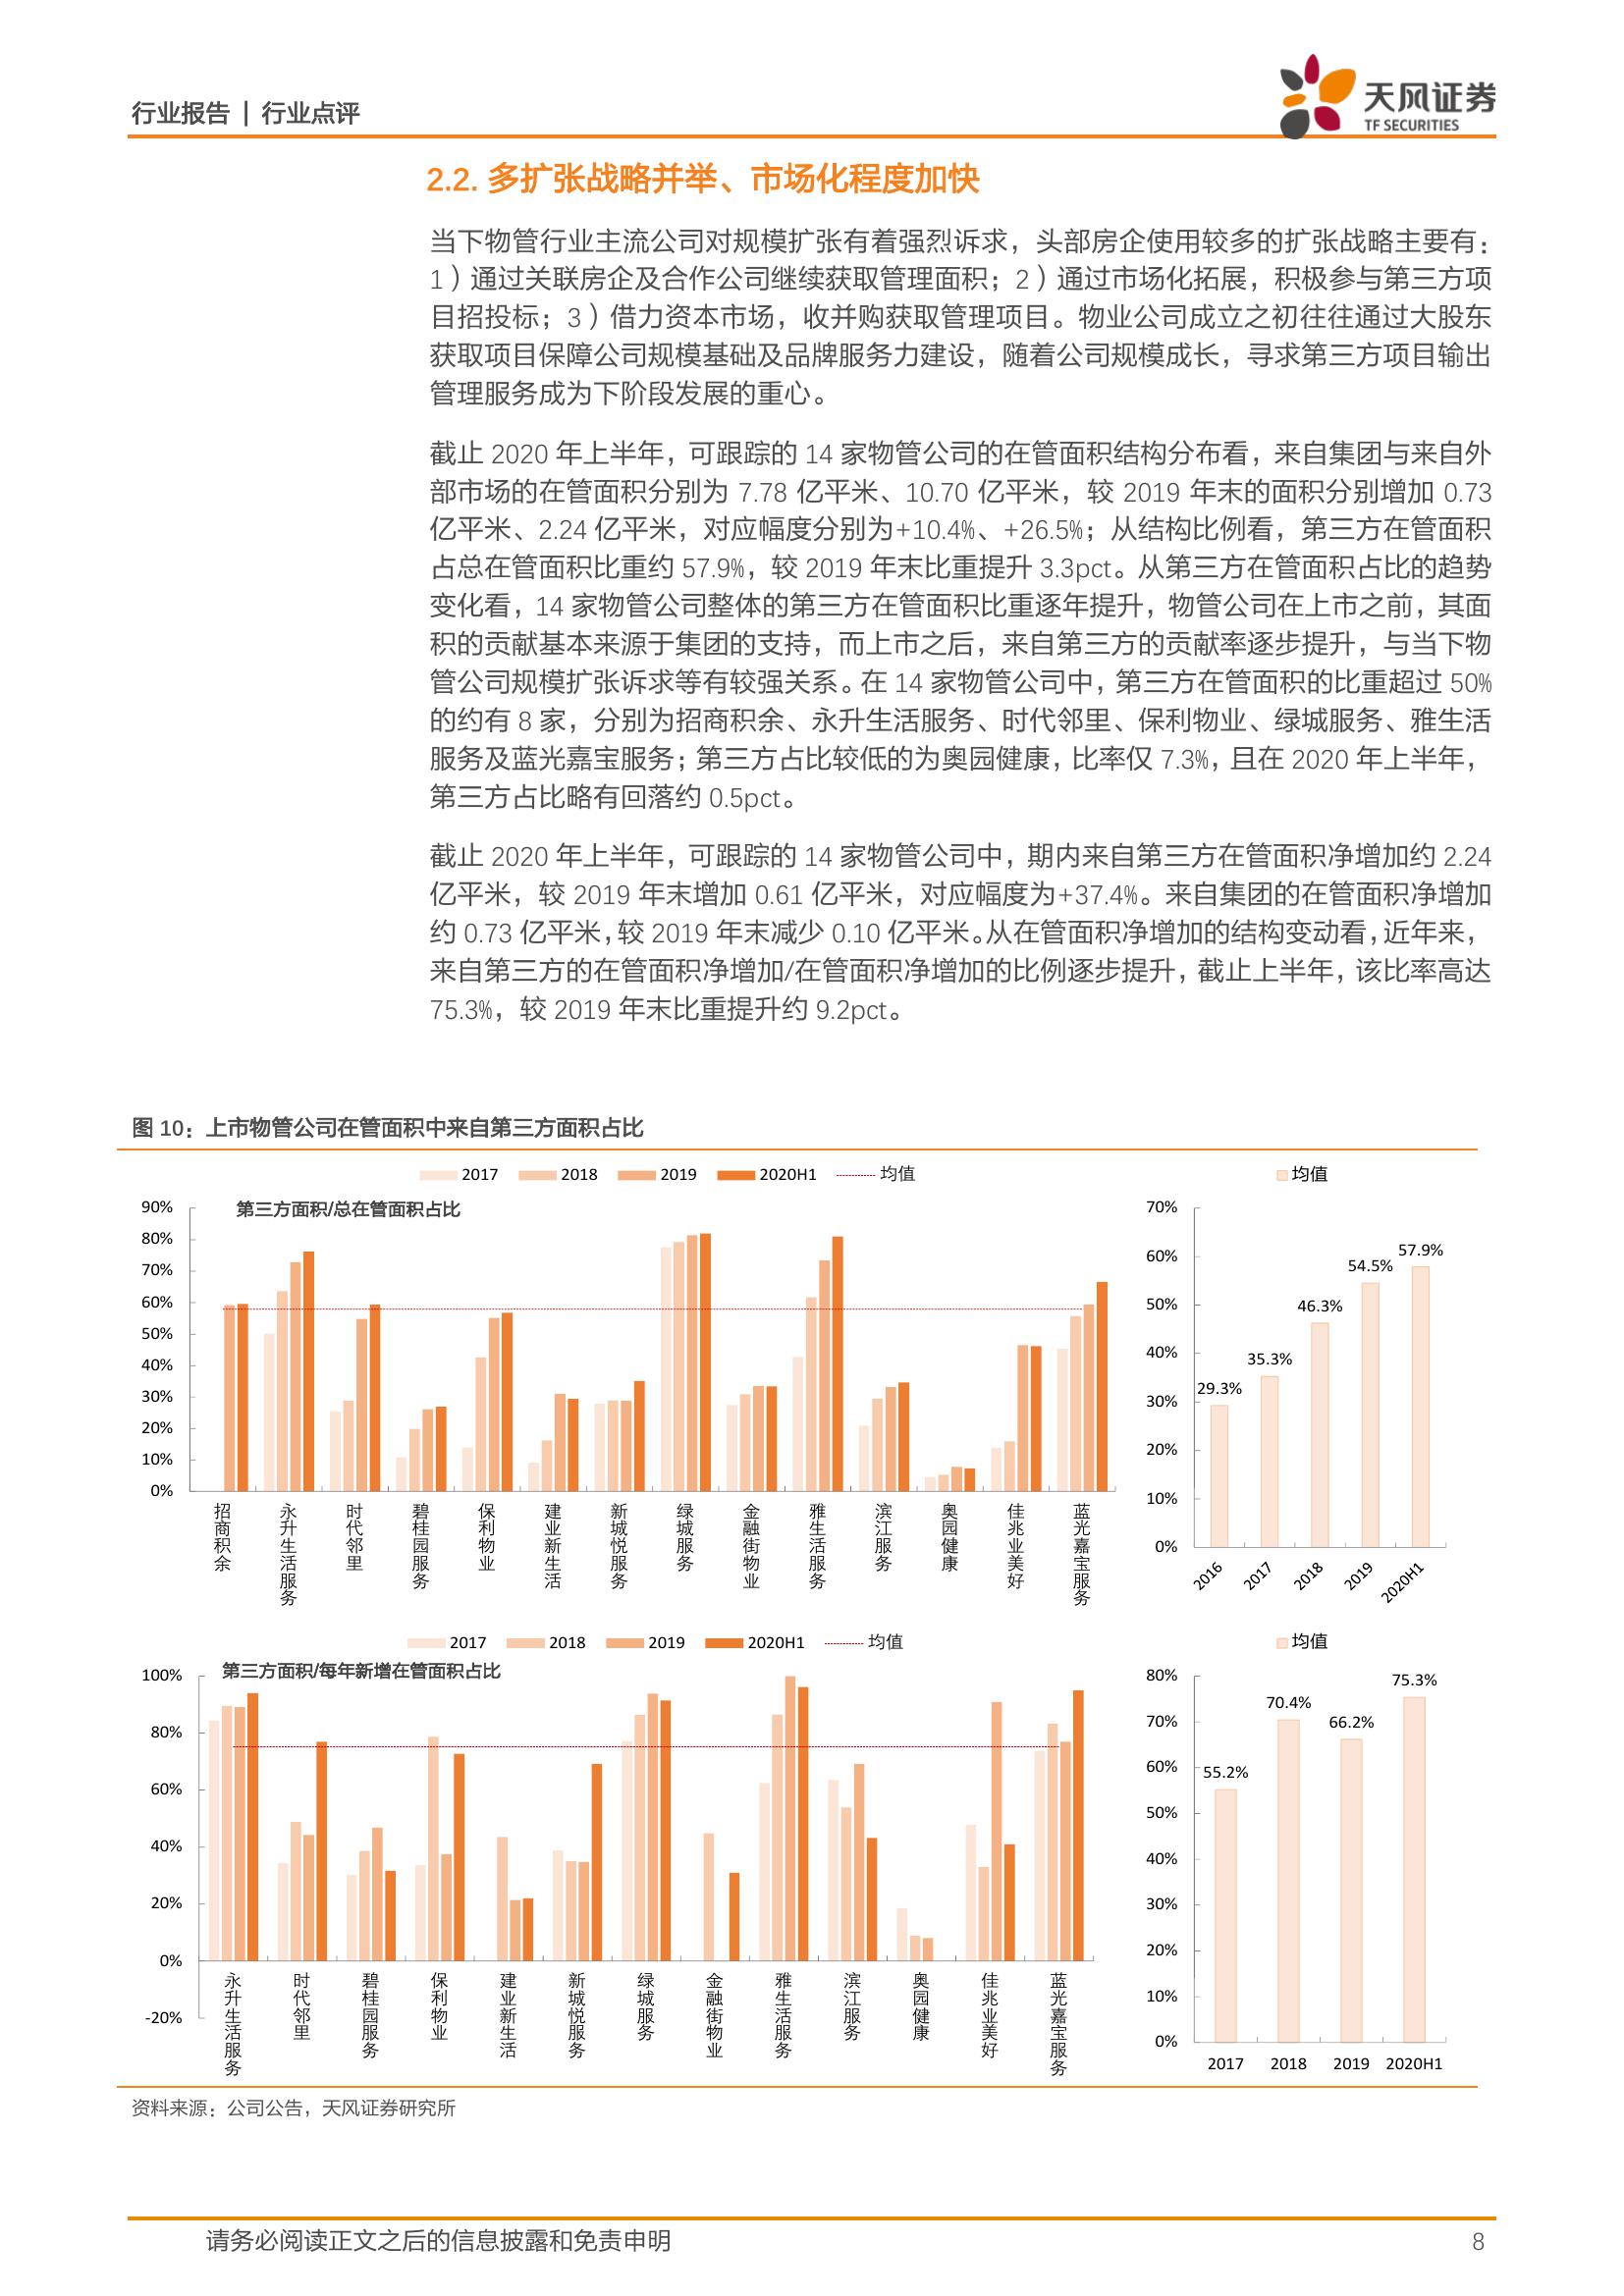 行业报告 | 行业点评
天风证券
TF SECURITIES
2.2. 多扩张战略并举、市场化程度加快
当下物管行业主流公司对规模扩张有着强烈诉求，头部房企使用较多的扩张战略主要有：
1）通过关联房企及合作公司继续获取管理面积；2）通过市场化拓展，积极参与第三方项
目招投标；3）借力资本市场，收并购获取管理项目。物业公司成立之初往往通过大股东
获取项目保障公司规模基础及品牌服务力建设，随着公司规模成长，寻求第三方项目输出
管理服务成为下阶段发展的重心。
截止 2020 年上半年，可跟踪的 14 家物管公司的在管面积结构分布看，来自集团与来自外
部市场的在管面积分别为 7.78 亿平米、10.70 亿平米，较 2019 年末的面积分别增加 0.73
亿平米、2.24 亿平米，对应幅度分别为+10.4%、+26.5%；从结构比例看，第三方在管面积
占总在管面积比重约 57.9%，较 2019 年末比重提升 3.3pct。从第三方在管面积占比的趋势
变化看，14 家物管公司整体的第三方在管面积比重逐年提升，物管公司在上市之前，其面
积的贡献基本来源于集团的支持，而上市之后，来自第三方的贡献率逐步提升，与当下物
管公司规模扩张诉求等有较强关系。在 14 家物管公司中，第三方在管面积的比重超过 50%
的约有 8 家，分别为招商积余、永升生活服务、时代邻里、保利物业、绿城服务、雅生活
服务及蓝光嘉宝服务；第三方占比较低的为奥园健康，比率仅 7.3%，且在 2020 年上半年，
第三方占比略有回落约 0.5pct。
截止 2020 年上半年，可跟踪的 14 家物管公司中，期内来自第三方在管面积净增加约 2.24
亿平米，较 2019 年末增加 0.61 亿平米，对应幅度为+37.4%。来自集团的在管面积净增加
约 0.73 亿平米，较 2019 年末减少 0.10 亿平米。从在管面积净增加的结构变动看，近年来，
来自第三方的在管面积净增加/在管面积净增加的比例逐步提升，截止上半年，该比率高达
75.3%，较 2019 年末比重提升约 9.2pct。
图 10：上市物管公司在管面积中来自第三方面积占比
2017 2018 2019 2020H1 均值
第三方面积/总在管面积占比
90%
80%
70%
60%
50%
40%
30%
20%
10%
0%
招商积余
永升生活服务
时代邻里
碧桂园服务
保利物业
建业新生活
新城悦服务
绿城服务
金融街物业
雅生活服务
滨江服务
奥园健康
佳兆业美好
蓝光嘉宝服务
均值
70%
60%
50%
40%
30%
20%
10%
0%
29.3%
35.3%
46.3%
54.5%
57.9%
2016 2017 2018 2019 2020H1
2017 2018 2019 2020H1 均值
第三方面积/每年新增在管面积占比
100%
80%
60%
40%
20%
0%
-20%
永升生活服务
时代邻里
碧桂园服务
保利物业
建业新生活
新城悦服务
绿城服务
金融街物业
雅生活服务
滨江服务
奥园健康
佳兆业美好
蓝光嘉宝服务
均值
80%
70%
60%
50%
40%
30%
20%
10%
0%
55.2%
70.4%
66.2%
75.3%
2017 2018 2019 2020H1
资料来源：公司公告，天风证券研究所
请务必阅读正文之后的信息披露和免责申明
8